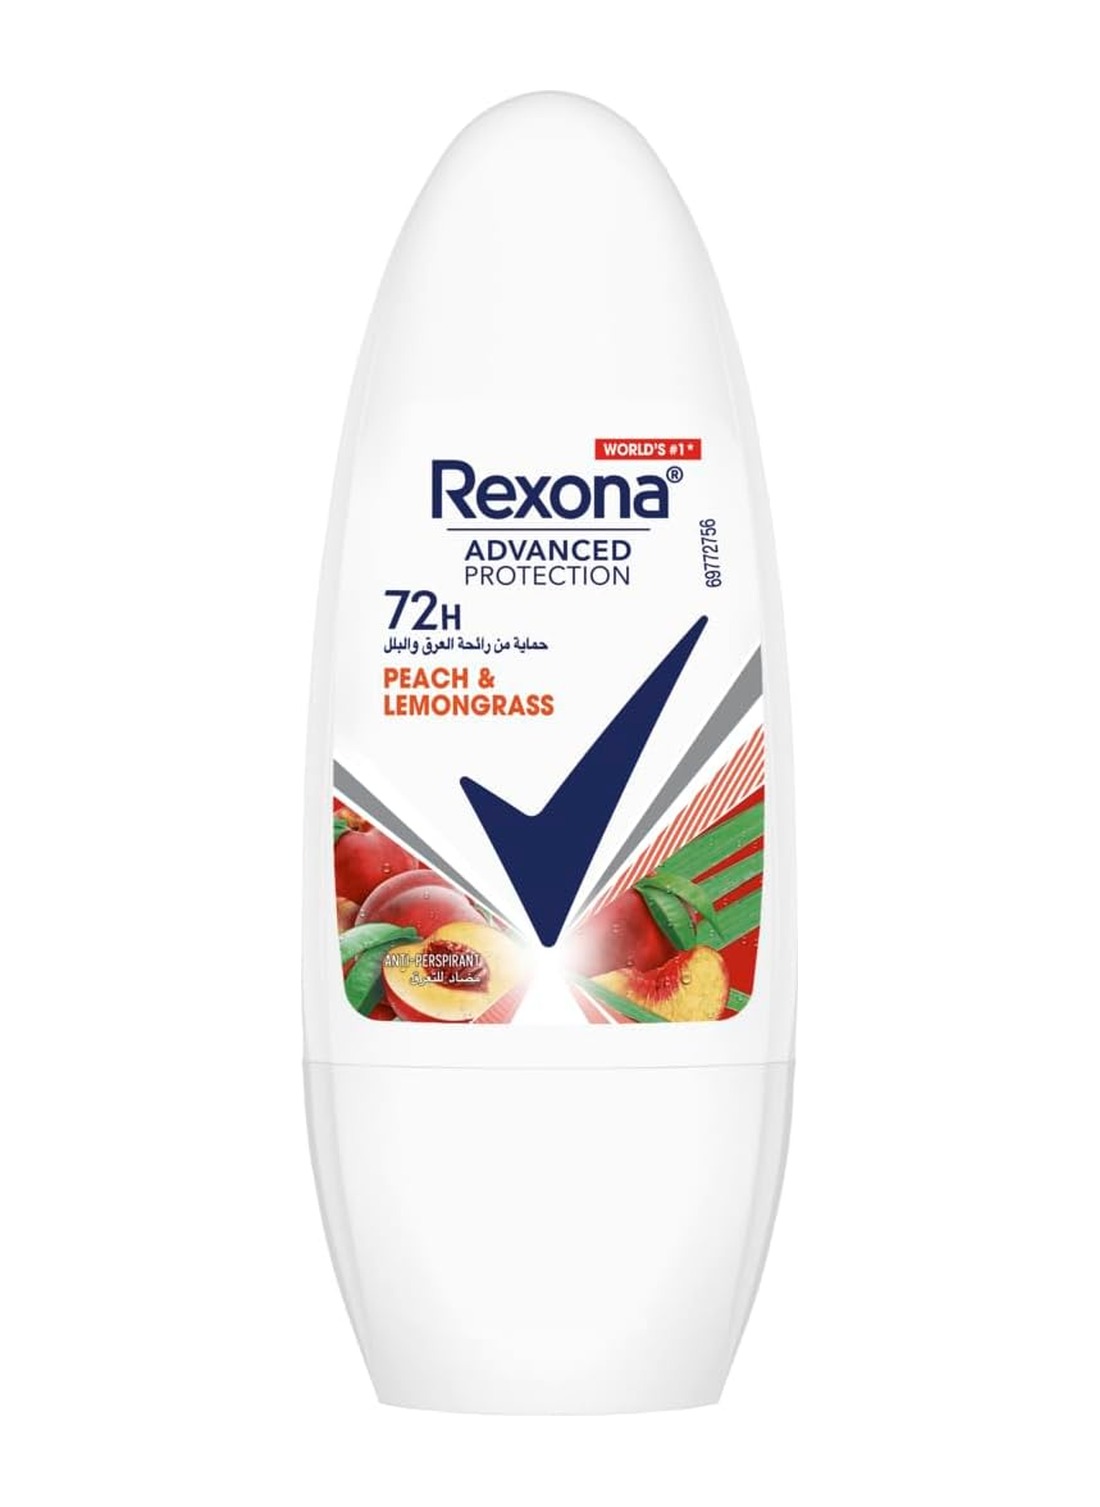 WORLD'S #1*
Rexona®
ADVANCED
PROTECTION
69772756
72H
حماية من رائحة العرق والبلل
PEACH &
LEMONGRASS
ANTI-PERSPIRANT
مضاد للتعرق